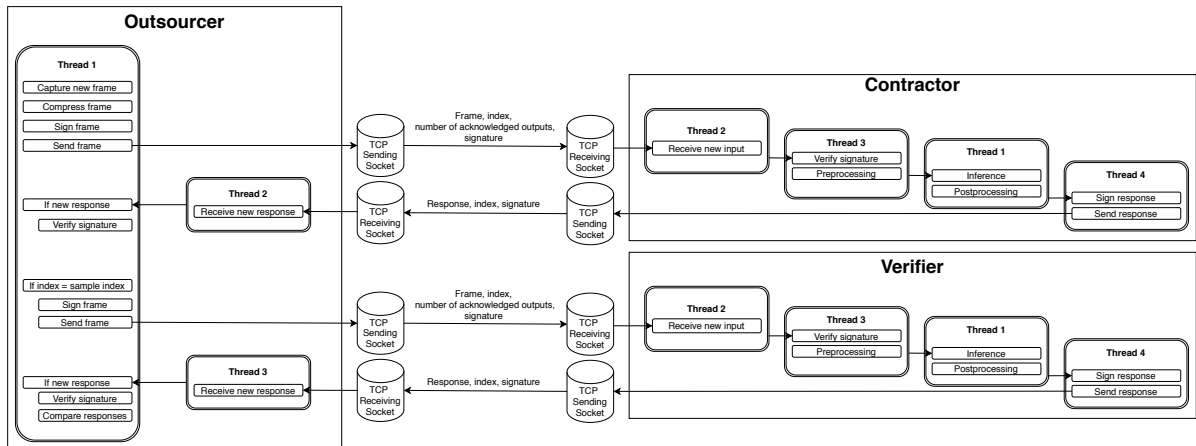 Outsourcer
Thread 1
Capture new frame
Compress frame
Sign frame
Send frame
If new response
Verify signature
If index = sample index
Sign frame
Send frame
If new response
Verify signature
Compare responses
Thread 2
Receive new response
Thread 3
Receive new response
TCP
Sending
Socket
Frame, index,
number of acknowledged outputs,
signature
TCP
Receiving
Socket
TCP
Receiving
Socket
Response, index, signature
TCP
Sending
Socket
Contractor
Thread 2
Receive new input
Thread 3
Verify signature
Preprocessing
Thread 1
Inference
Postprocessing
Thread 4
Sign response
Send response
TCP
Sending
Socket
Frame, index,
number of acknowledged outputs,
signature
TCP
Receiving
Socket
TCP
Receiving
Socket
Response, index, signature
TCP
Sending
Socket
Verifier
Thread 2
Receive new input
Thread 3
Verify signature
Preprocessing
Thread 1
Inference
Postprocessing
Thread 4
Sign response
Send response